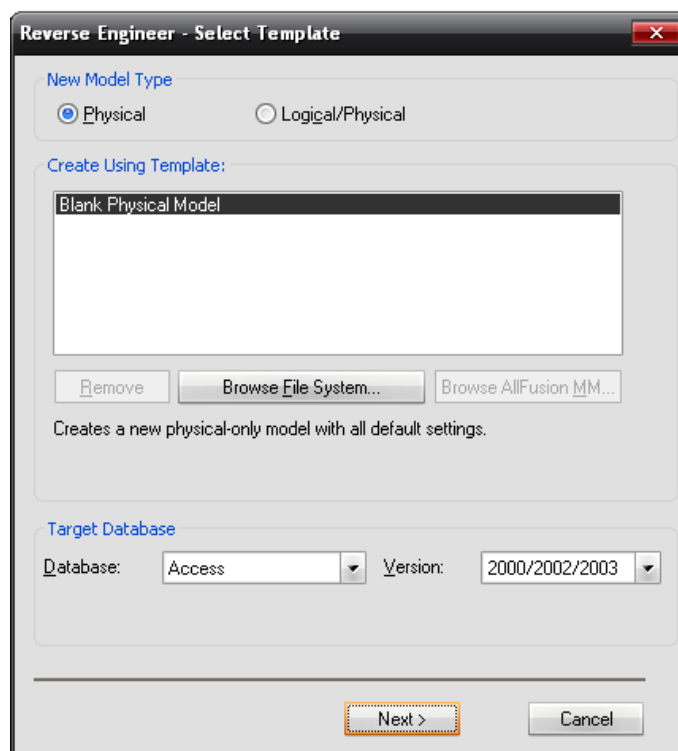 Reverse Engineer - Select Template
New Model Type
Physical Logical/Physical
Create Using Template:
Blank Physical Model
Remove Browse File System... Browse AllFusion MM...
Creates a new physical-only model with all default settings.
Target Database
Database: Access Version: 2000/2002/2003
Next > Cancel